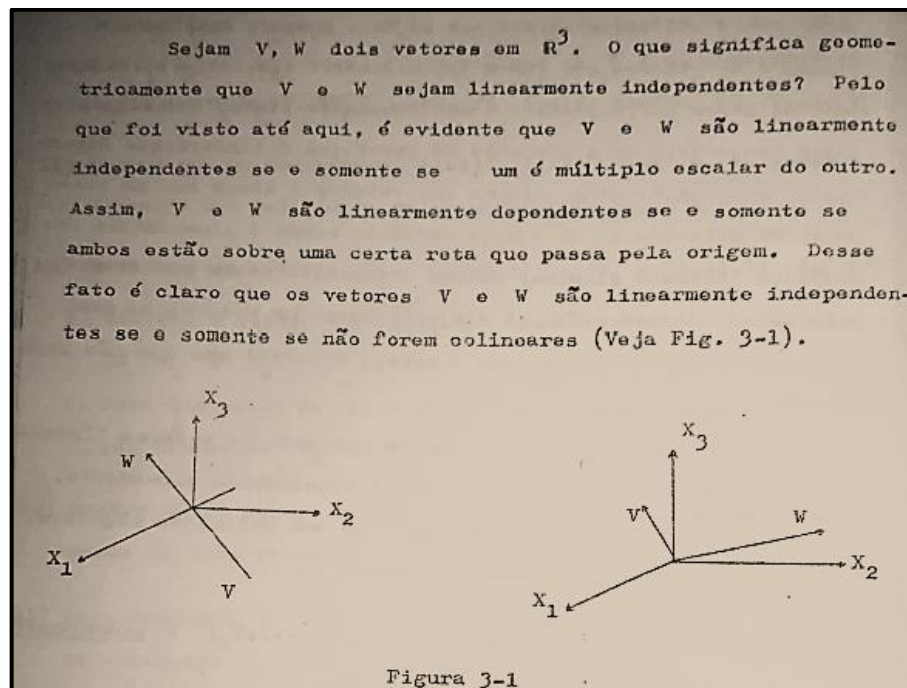 Sejam V, W dois vetores em R³. O que significa geome-
tricamente que V e W sejam linearmente independentes? Pelo
que foi visto até aqui, é evidente que V e W são linearmente
independentes se e somente se um é múltiplo escalar do outro.
Assim, V e W são linearmente dependentes se e somente se
ambos estão sobre uma certa reta que passa pela origem. Desse
fato é claro que os vetores V e W são linearmente independen-
tes se e somente se não forem colineares (Veja Fig. 3-1).
X₃
W
X₂
X₁
V
X₃
V
W
X₂
X₁
Figura 3-1